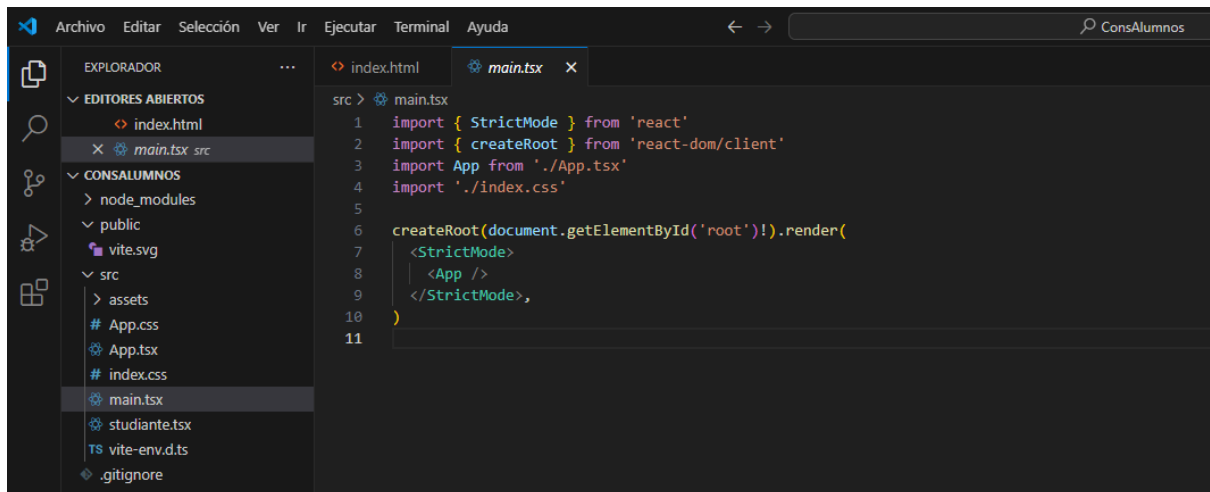 Archivo Editar Selección Ver Ir Ejecutar Terminal Ayuda
ConsAlumnos
EXPLORADOR
EDITORES ABIERTOS
index.html
main.tsx src
CONSALUMNOS
node_modules
public
vite.svg
src
assets
# App.css
App.tsx
# index.css
main.tsx
studiante.tsx
TS vite-env.d.ts
.gitignore
index.html main.tsx
src > main.tsx
1 import { StrictMode } from 'react'
2 import { createRoot } from 'react-dom/client'
3 import App from './App.tsx'
4 import './index.css'
5
6 createRoot(document.getElementById('root')!).render(
7 <StrictMode>
8 <App />
9 </StrictMode>,
10 )
11